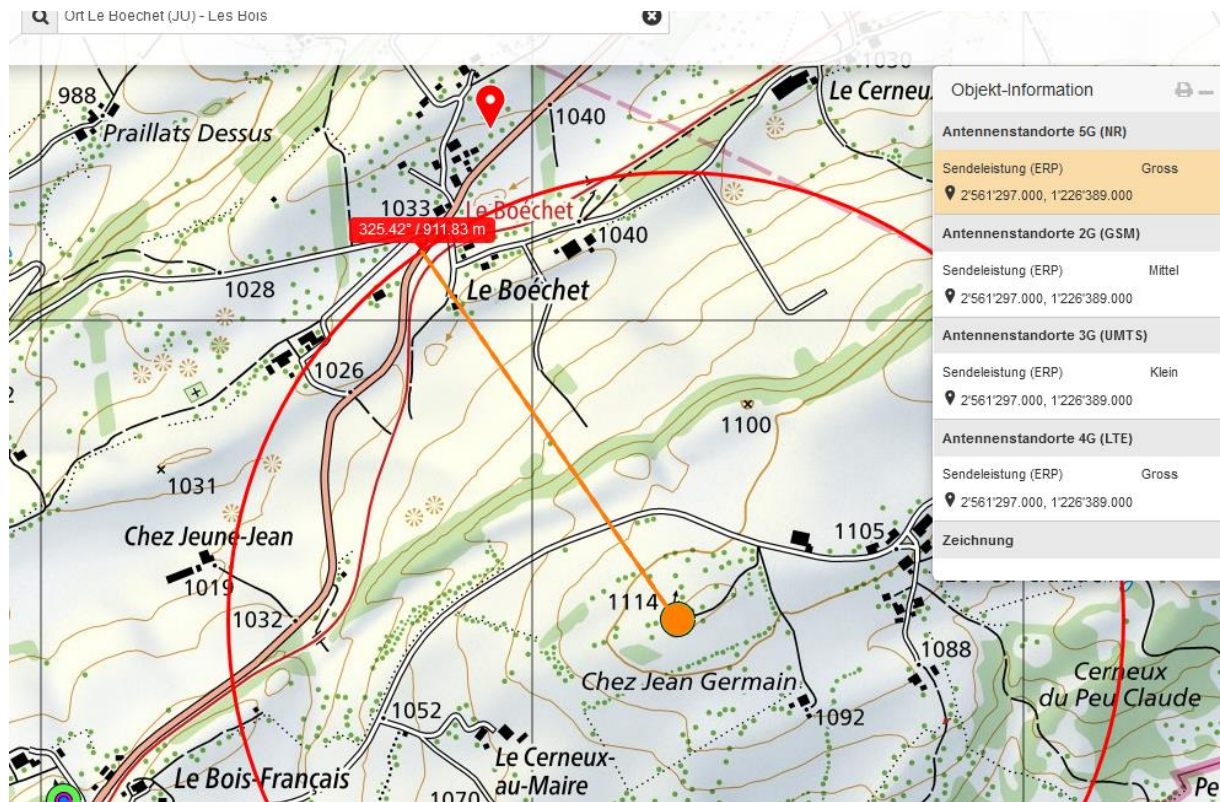 Ort Le Boechet (JU) - Les Bois
1030
988
Praillats Dessus
1040
Le Cerneu
1033
Le Boéchet
325.42° / 911.83 m
1040
1028
Le Boéchet
1026
1100
1031
Chez Jeune-Jean
1105
1019
1114
1032
1088
Chez Jean Germain
Cerneux
du Peu Claude
1052
1092
Le Cerneux-
au-Maire
Le Bois-Français
1070
Pe
Objekt-Information
Antennenstandorte 5G (NR)
Sendeleistung (ERP) Gross
2'561'297.000, 1'226'389.000
Antennenstandorte 2G (GSM)
Sendeleistung (ERP) Mittel
2'561'297.000, 1'226'389.000
Antennenstandorte 3G (UMTS)
Sendeleistung (ERP) Klein
2'561'297.000, 1'226'389.000
Antennenstandorte 4G (LTE)
Sendeleistung (ERP) Gross
2'561'297.000, 1'226'389.000
Zeichnung